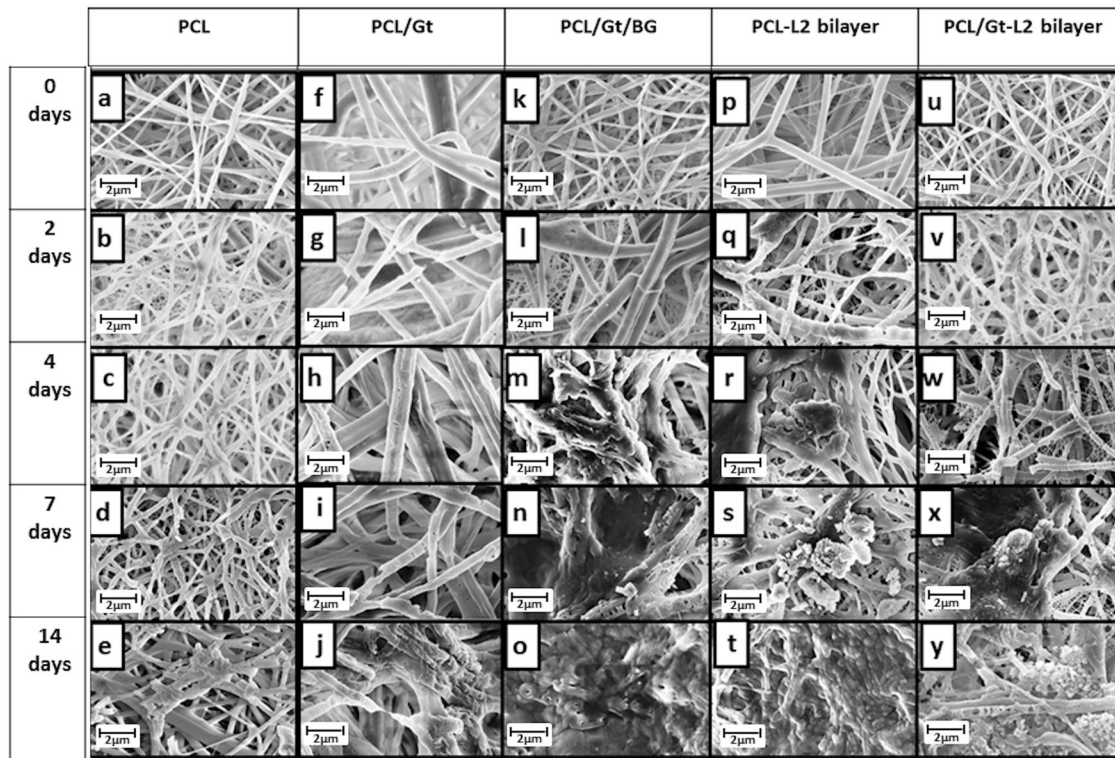 PCL PCL/Gt PCL/Gt/BG PCL-L2 bilayer PCL/Gt-L2 bilayer
0
days
a f k p u
2µm 2µm 2µm 2µm 2µm
2
days
b g l q v
2µm 2µm 2µm 2µm 2µm
4
days
c h m r w
2µm 2µm 2µm 2µm 2µm
7
days
d i n s x
2µm 2µm 2µm 2µm 2µm
14
days
e j o t y
2µm 2µm 2µm 2µm 2µm